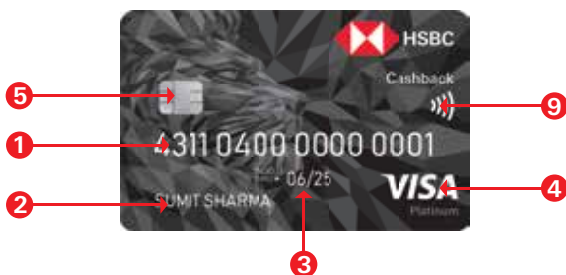 HSBC
Cashback
5
9
1
4311 0400 0000 0001
06/25
VISA
4
2
SUMIT SHARMA
Platinum
3